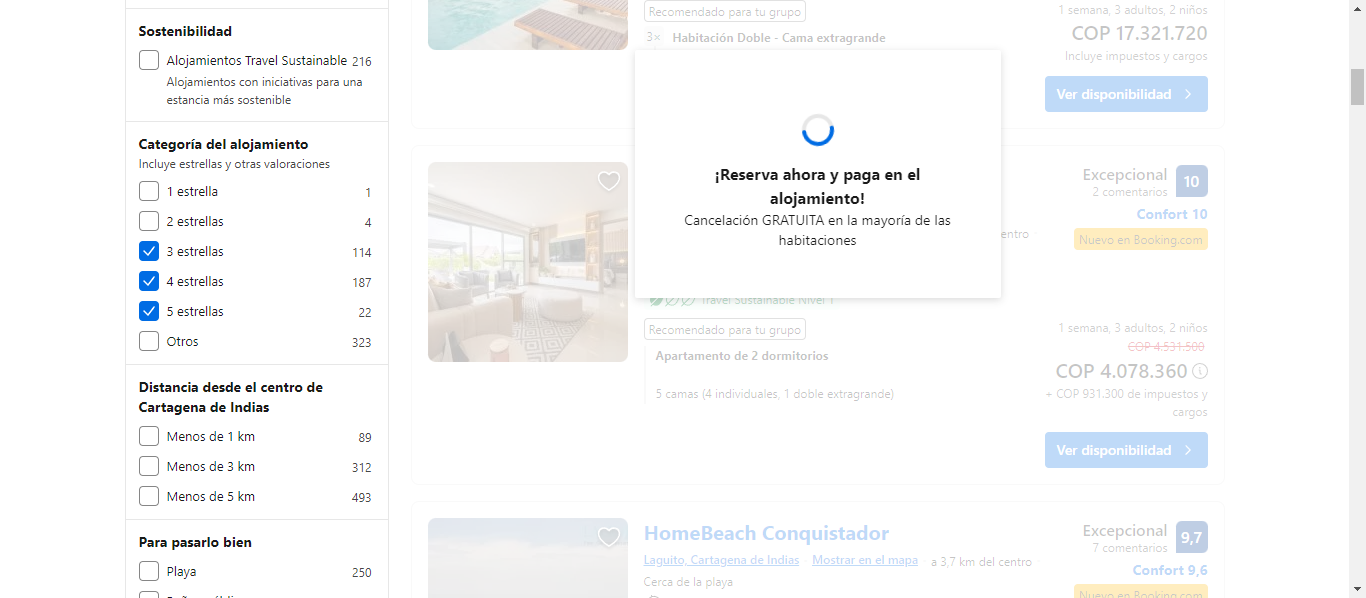 Sostenibilidad
Alojamientos Travel Sustainable 216
Alojamientos con iniciativas para una
estancia más sostenible
Categoría del alojamiento
Incluye estrellas y otras valoraciones
1 estrella 1
2 estrellas 4
3 estrellas 114
4 estrellas 187
5 estrellas 22
Otros 323
Distancia desde el centro de
Cartagena de Indias
Menos de 1 km 89
Menos de 3 km 312
Menos de 5 km 493
Para pasarlo bien
Playa 250
Recomendado para tu grupo
3× Habitación Doble - Cama extragrande
1 semana, 3 adultos, 2 niños
COP 17.321.720
Incluye impuestos y cargos
Ver disponibilidad
¡Reserva ahora y paga en el
alojamiento!
Cancelación GRATUITA en la mayoría de las
habitaciones
Excepcional 10
2 comentarios
Confort 10
entro
Nuevo en Booking.com
Travel Sustainable Nivel 1
Recomendado para tu grupo
Apartamento de 2 dormitorios
5 camas (4 individuales, 1 doble extragrande)
1 semana, 3 adultos, 2 niños
COP 4.531.500
COP 4.078.360
+ COP 931.300 de impuestos y
cargos
Ver disponibilidad
HomeBeach Conquistador
Laguito, Cartagena de Indias Mostrar en el mapa a 3,7 km del centro
Cerca de la playa
Excepcional 9,7
7 comentarios
Confort 9,6
Nuevo en Booking.com